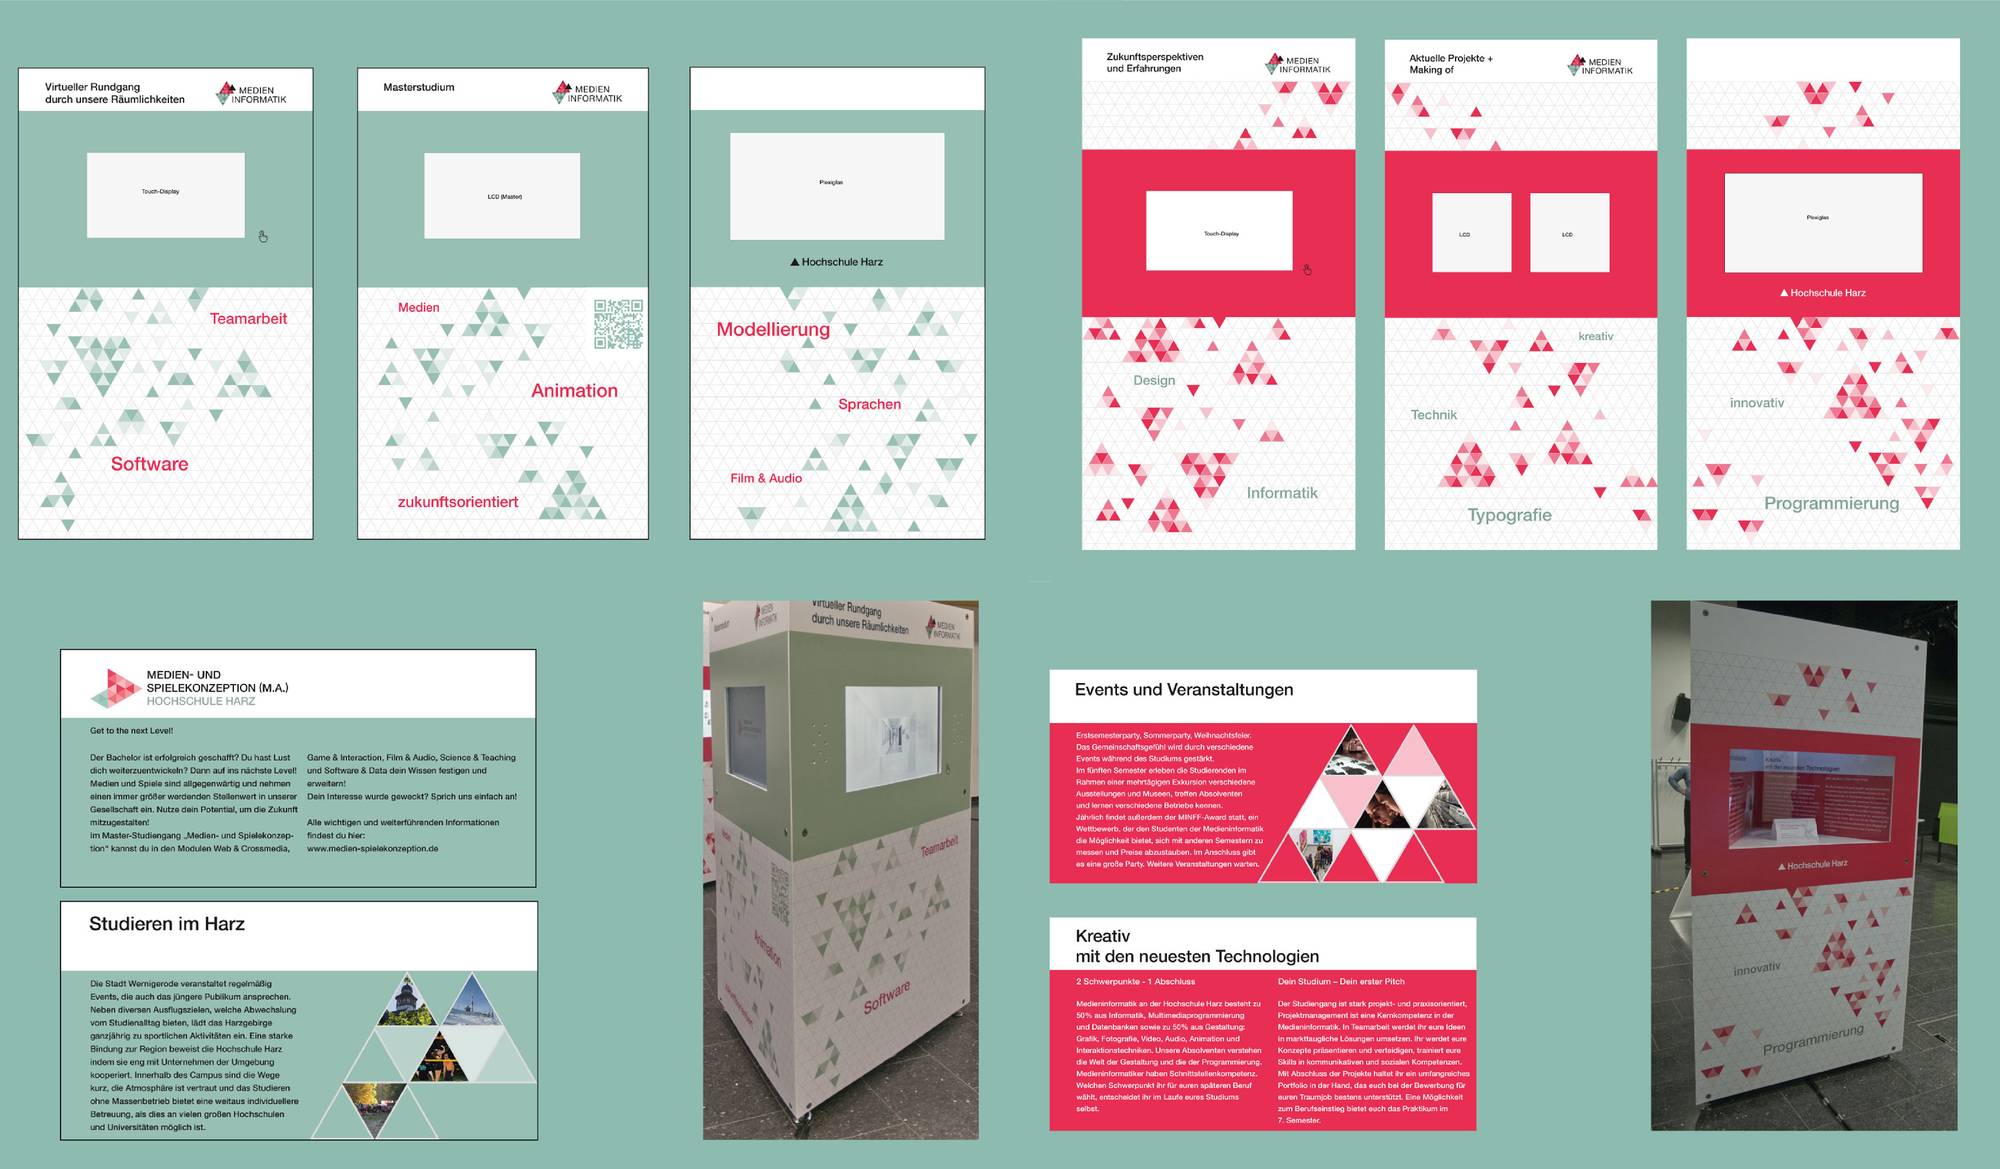 Virtueller Rundgang
durch unsere Räumlichkeiten
MEDIEN
INFORMATIK
Touch-Display
Teamarbeit
Software
Masterstudium
MEDIEN
INFORMATIK
LCD (Master)
Medien
Animation
zukunftsorientiert
Plexiglas
Hochschule Harz
Modellierung
Sprachen
Film & Audio
Zukunftsperspektiven
und Erfahrungen
MEDIEN
INFORMATIK
Touch-Display
Design
Informatik
Aktuelle Projekte +
Making of
MEDIEN
INFORMATIK
LCD
LCD
kreativ
Technik
Typografie
Plexiglas
Hochschule Harz
innovativ
Programmierung
MEDIEN- UND
SPIELEKONZEPTION (M.A.)
HOCHSCHULE HARZ
Get to the next Level!
Der Bachelor ist erfolgreich geschafft? Du hast Lust
dich weiterzuentwickeln? Dann auf ins nächste Level!
Medien und Spiele sind allgegenwärtig und nehmen
einen immer größer werdenden Stellenwert in unserer
Gesellschaft ein. Nutze dein Potential, um die Zukunft
mitzugestalten!
Im Master-Studiengang „Medien- und Spielekonzep-
tion“ kannst du in den Modulen Web & Crossmedia,
Game & Interaction, Film & Audio, Science & Teaching
und Software & Data dein Wissen festigen und
erweitern!
Dein Interesse wurde geweckt? Sprich uns einfach an!
Alle wichtigen und weiterführenden Informationen
findest du hier:
www.medien-spielekonzeption.de
Studieren im Harz
Die Stadt Wernigerode veranstaltet regelmäßig
Events, die auch das jüngere Publikum ansprechen.
Neben diversen Ausflugszielen, welche Abwechslung
vom Studienalltag bieten, lädt das Harzgebirge
ganzjährig zu sportlichen Aktivitäten ein. Eine starke
Bindung zur Region beweist die Hochschule Harz
indem sie eng mit Unternehmen der Umgebung
kooperiert. Innerhalb des Campus sind die Wege
kurz, die Atmosphäre ist vertraut und das Studieren
ohne Massenbetrieb bietet eine weitaus individuellere
Betreuung, als dies an vielen großen Hochschulen
und Universitäten möglich ist.
Virtueller Rundgang
durch unsere Räumlichkeiten
MEDIEN
INFORMATIK
Teamarbeit
Animation
Software
Events und Veranstaltungen
Erstsemesterparty, Sommerparty, Weihnachtsfeier.
Das Gemeinschaftsgefühl wird durch verschiedene
Events während des Studiums gestärkt.
Im fünften Semester erleben die Studierenden im
Rahmen einer mehrtägigen Exkursion verschiedene
Ausstellungen und Museen, treffen Absolventen
und lernen verschiedene Betriebe kennen.
Jährlich findet außerdem der MINFF-Award statt, ein
Wettbewerb, der den Studenten der Medieninformatik
die Möglichkeit bietet, sich mit anderen Semestern zu
messen und Preise abzustauben. Im Anschluss gibt
es eine große Party. Weitere Veranstaltungen warten.
Kreativ
mit den neuesten Technologien
2 Schwerpunkte - 1 Abschluss
Medieninformatik an der Hochschule Harz besteht zu
50% aus Informatik, Multimediaprogrammierung
und Datenbanken sowie zu 50% aus Gestaltung:
Grafik, Fotografie, Video, Audio, Animation und
Interaktionstechniken. Unsere Absolventen verstehen
die Welt der Gestaltung und die der Programmierung.
Medieninformatiker haben Schnittstellenkompetenz.
Welchen Schwerpunkt ihr für euren späteren Beruf
wählt, entscheidet ihr im Laufe eures Studiums
selbst.
Dein Studium – Dein erster Pitch
Der Studiengang ist stark projekt- und praxisorientiert,
Projektmanagement ist eine Kernkompetenz in der
Medieninformatik. In Teamarbeit werdet ihr eure Ideen
in markttaugliche Lösungen umsetzen. Ihr werdet eure
Konzepte präsentieren und verteidigen, trainiert eure
Skills in kommunikativen und sozialen Kompetenzen.
Mit Abschluss der Projekte haltet ihr ein umfangreiches
Portfolio in der Hand, das euch bei der Bewerbung für
euren Traumjob bestens unterstützt. Eine Möglichkeit
zum Berufseinstieg bietet euch das Praktikum im
7. Semester.
Kreativ
mit den neuesten Technologien
Hochschule Harz
innovativ
Programmierung